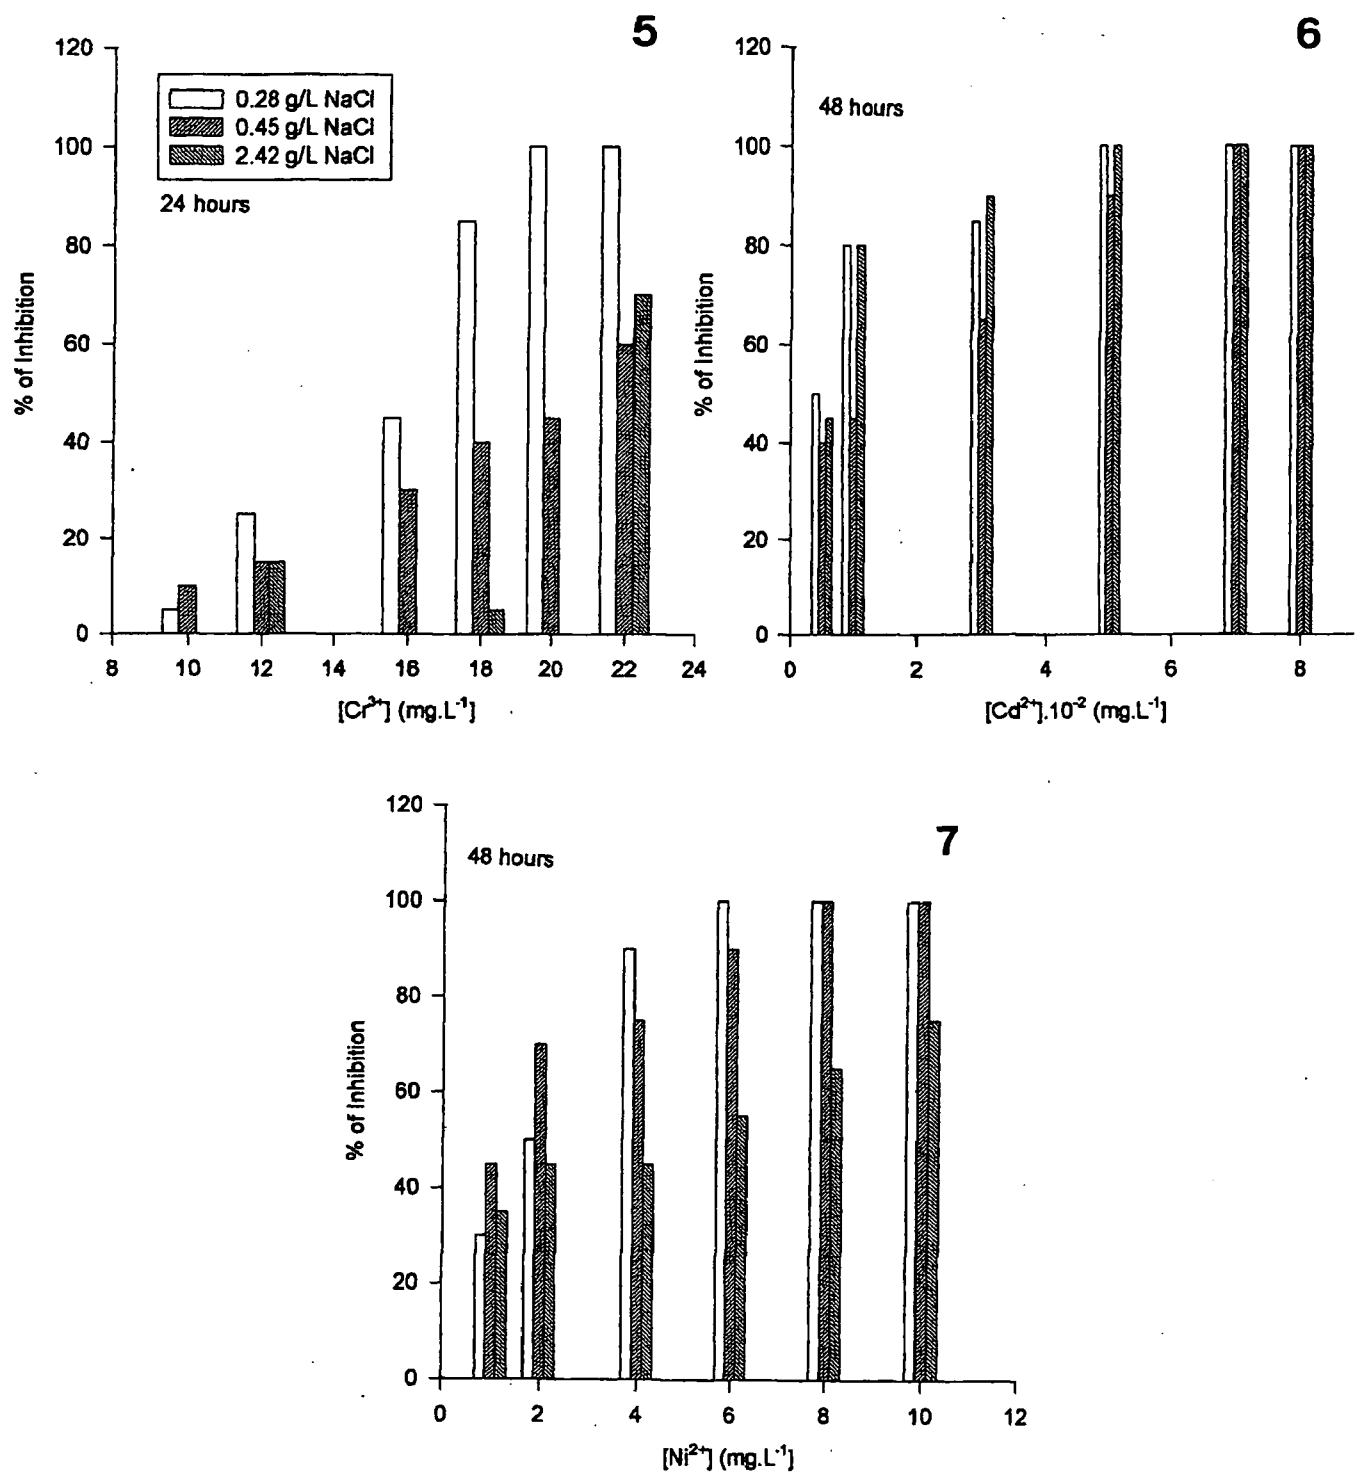 5
120
100
80
60
40
20
0
% of Inhibition
0.28 g/L NaCl
0.45 g/L NaCl
2.42 g/L NaCl
24 hours
8 10 12 14 16 18 20 22 24
[Cr³⁺] (mg.L⁻¹)
6
120
100
80
60
40
20
0
% of Inhibition
48 hours
0 2 4 6 8
[Cd²⁺].10⁻² (mg.L⁻¹)
7
120
100
80
60
40
20
0
% of Inhibition
48 hours
0 2 4 6 8 10 12
[Ni²⁺] (mg.L⁻¹)